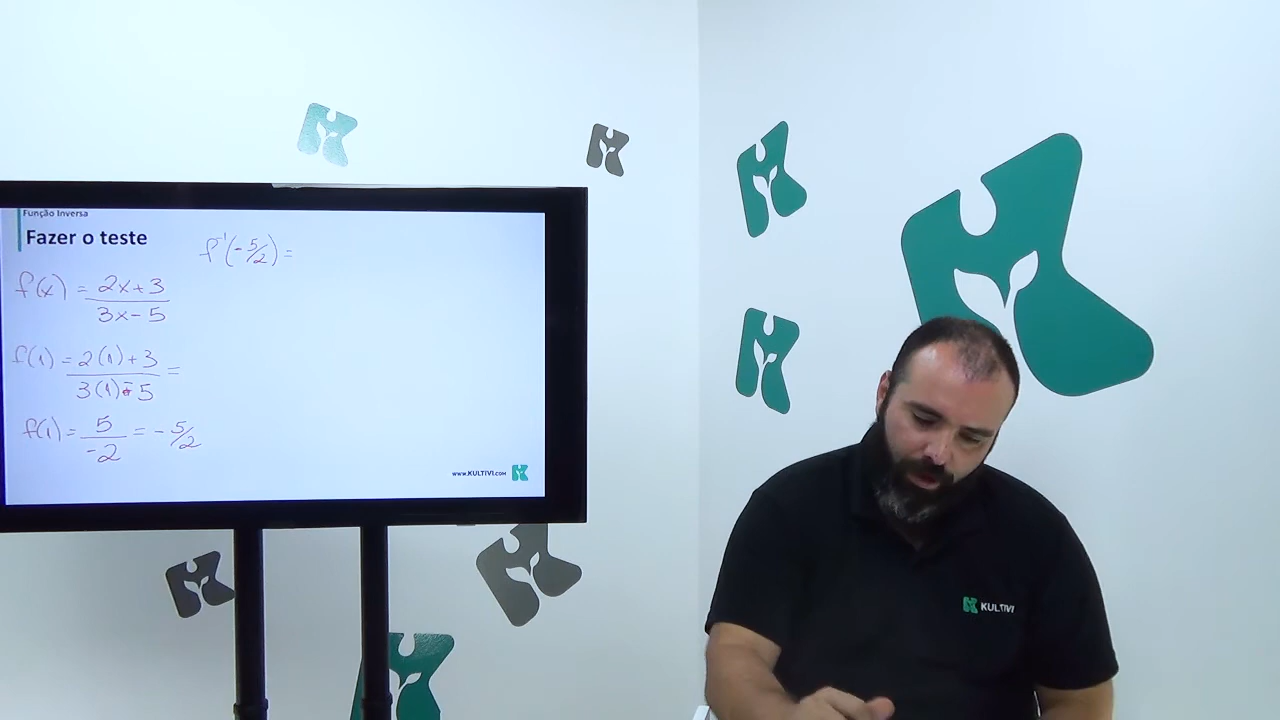 Função Inversa
Fazer o teste
f⁻¹(-5/2) =
f(x) = 2x+3
3x-5
f(1) = 2(1)+3 =
3(1)-5
f(1) = 5 = -5/2
-2
www.KULTIVI.com
KULTIVI